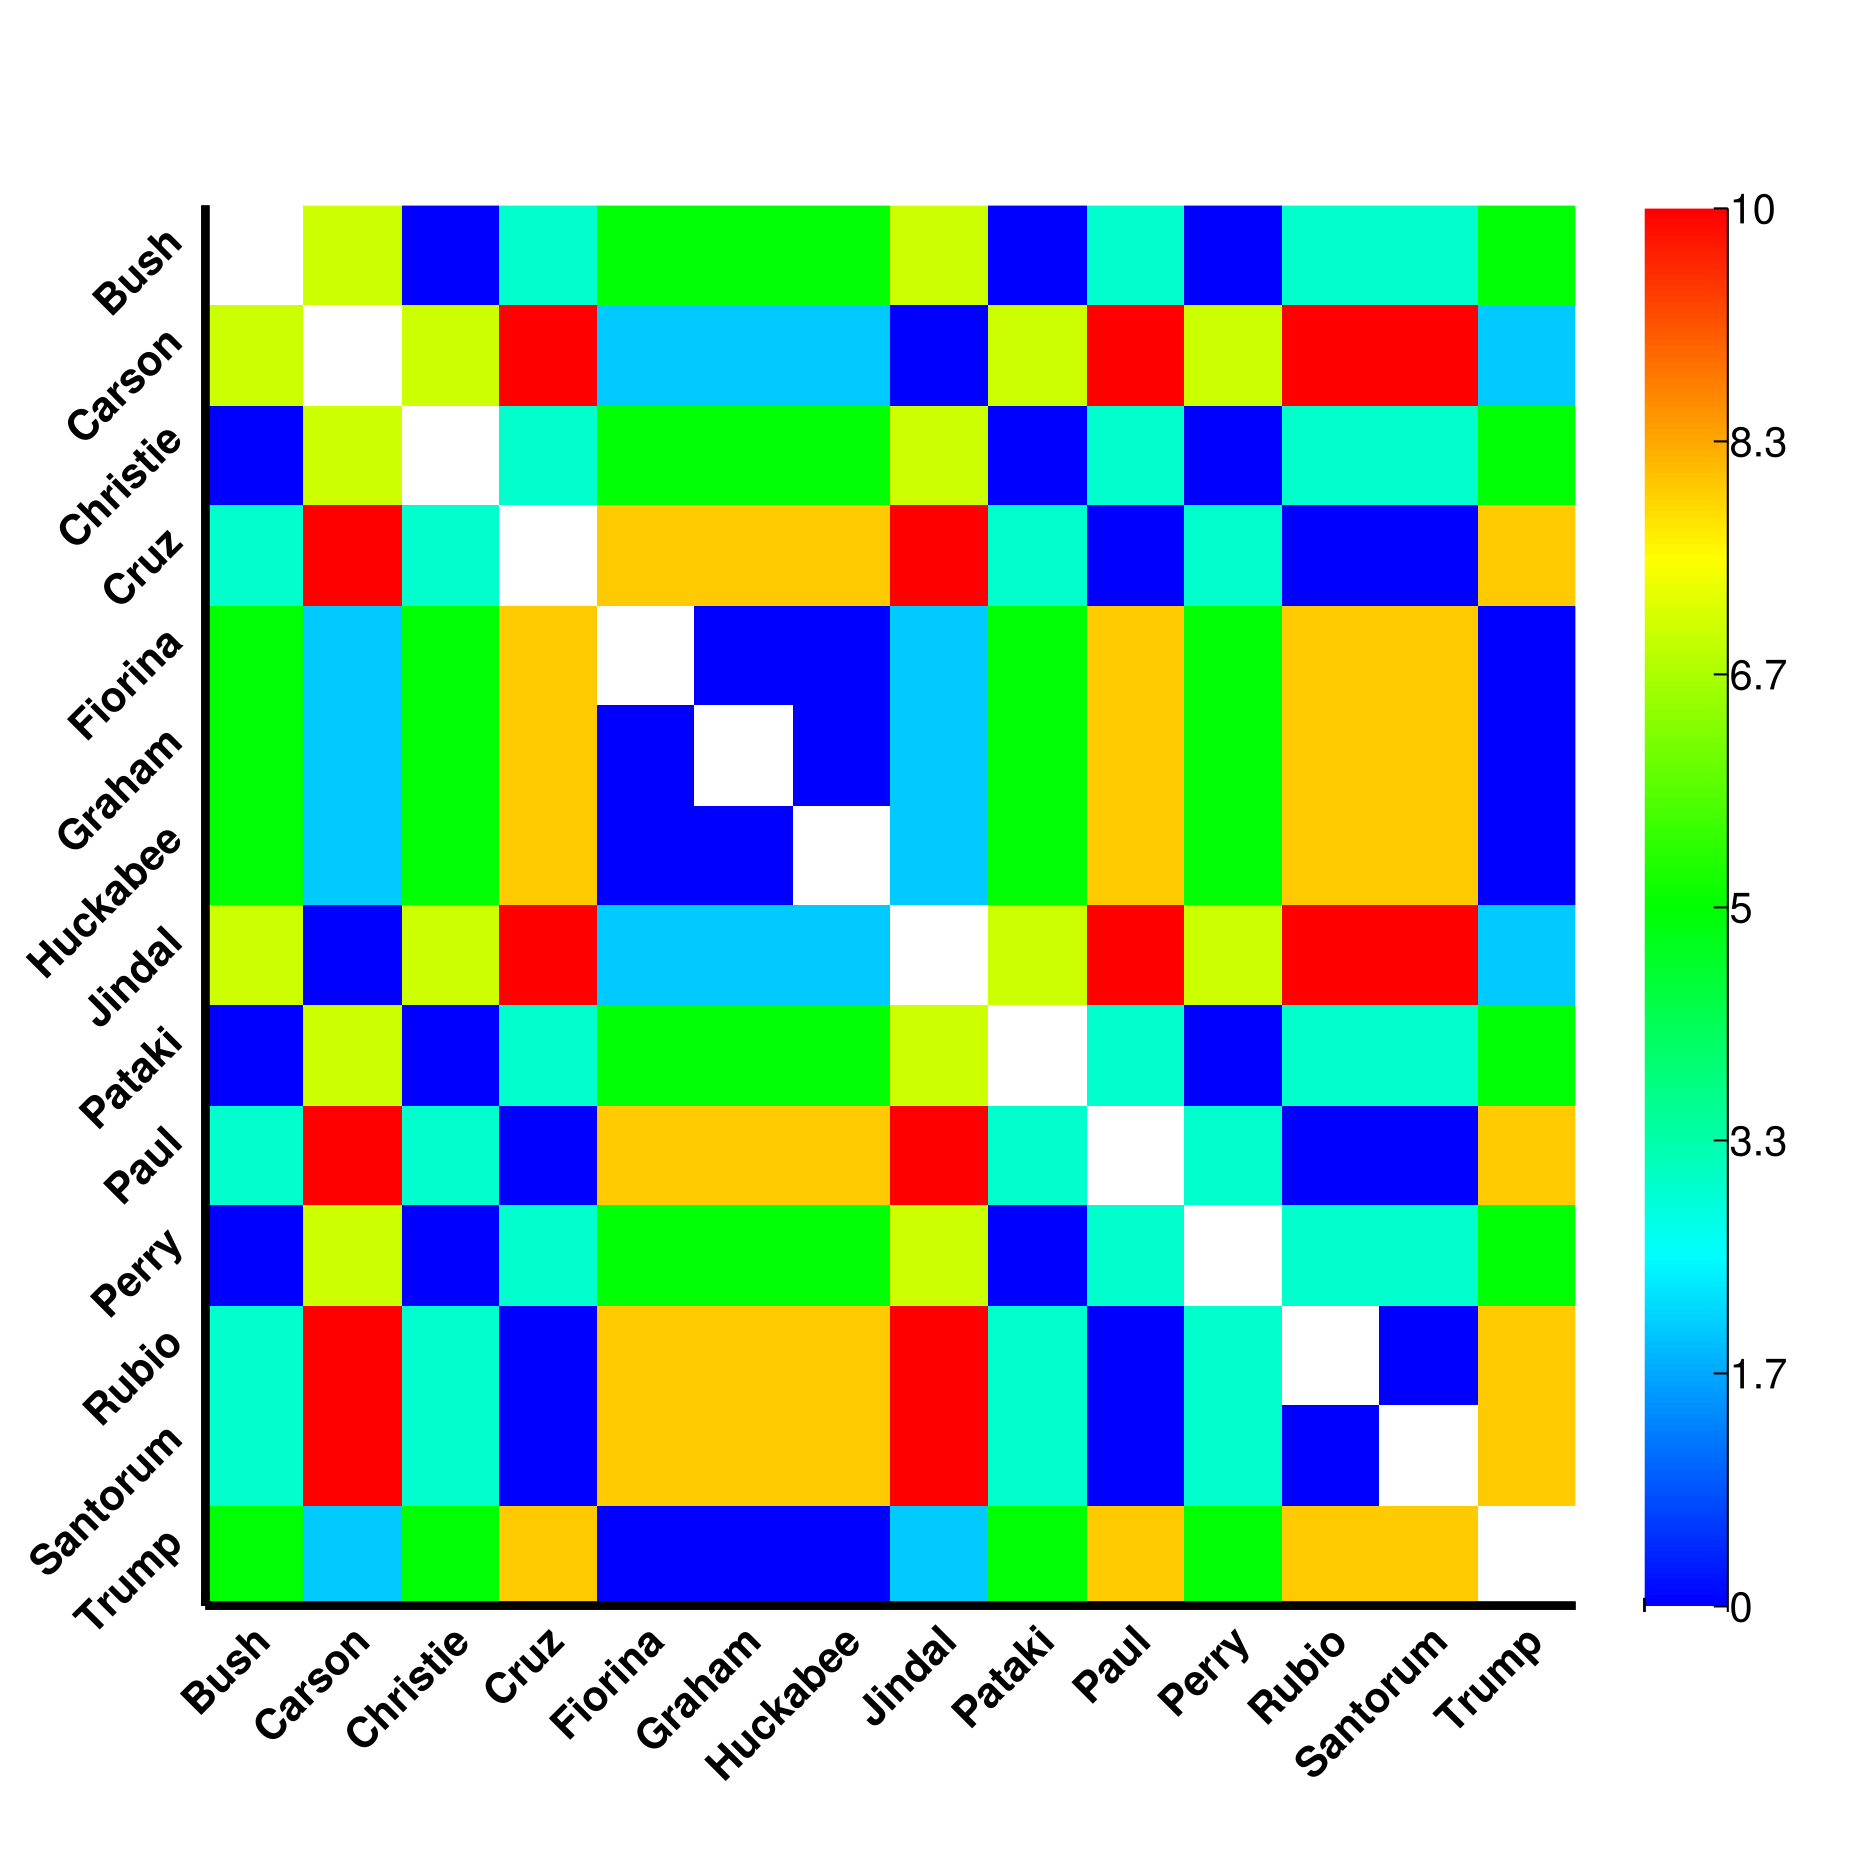 Bush
Carson
Christie
Cruz
Fiorina
Graham
Huckabee
Jindal
Pataki
Paul
Perry
Rubio
Santorum
Trump
10
8.3
6.7
5
3.3
1.7
0
Bush Carson Christie Cruz Fiorina Graham Huckabee Jindal Pataki Paul Perry Rubio Santorum Trump